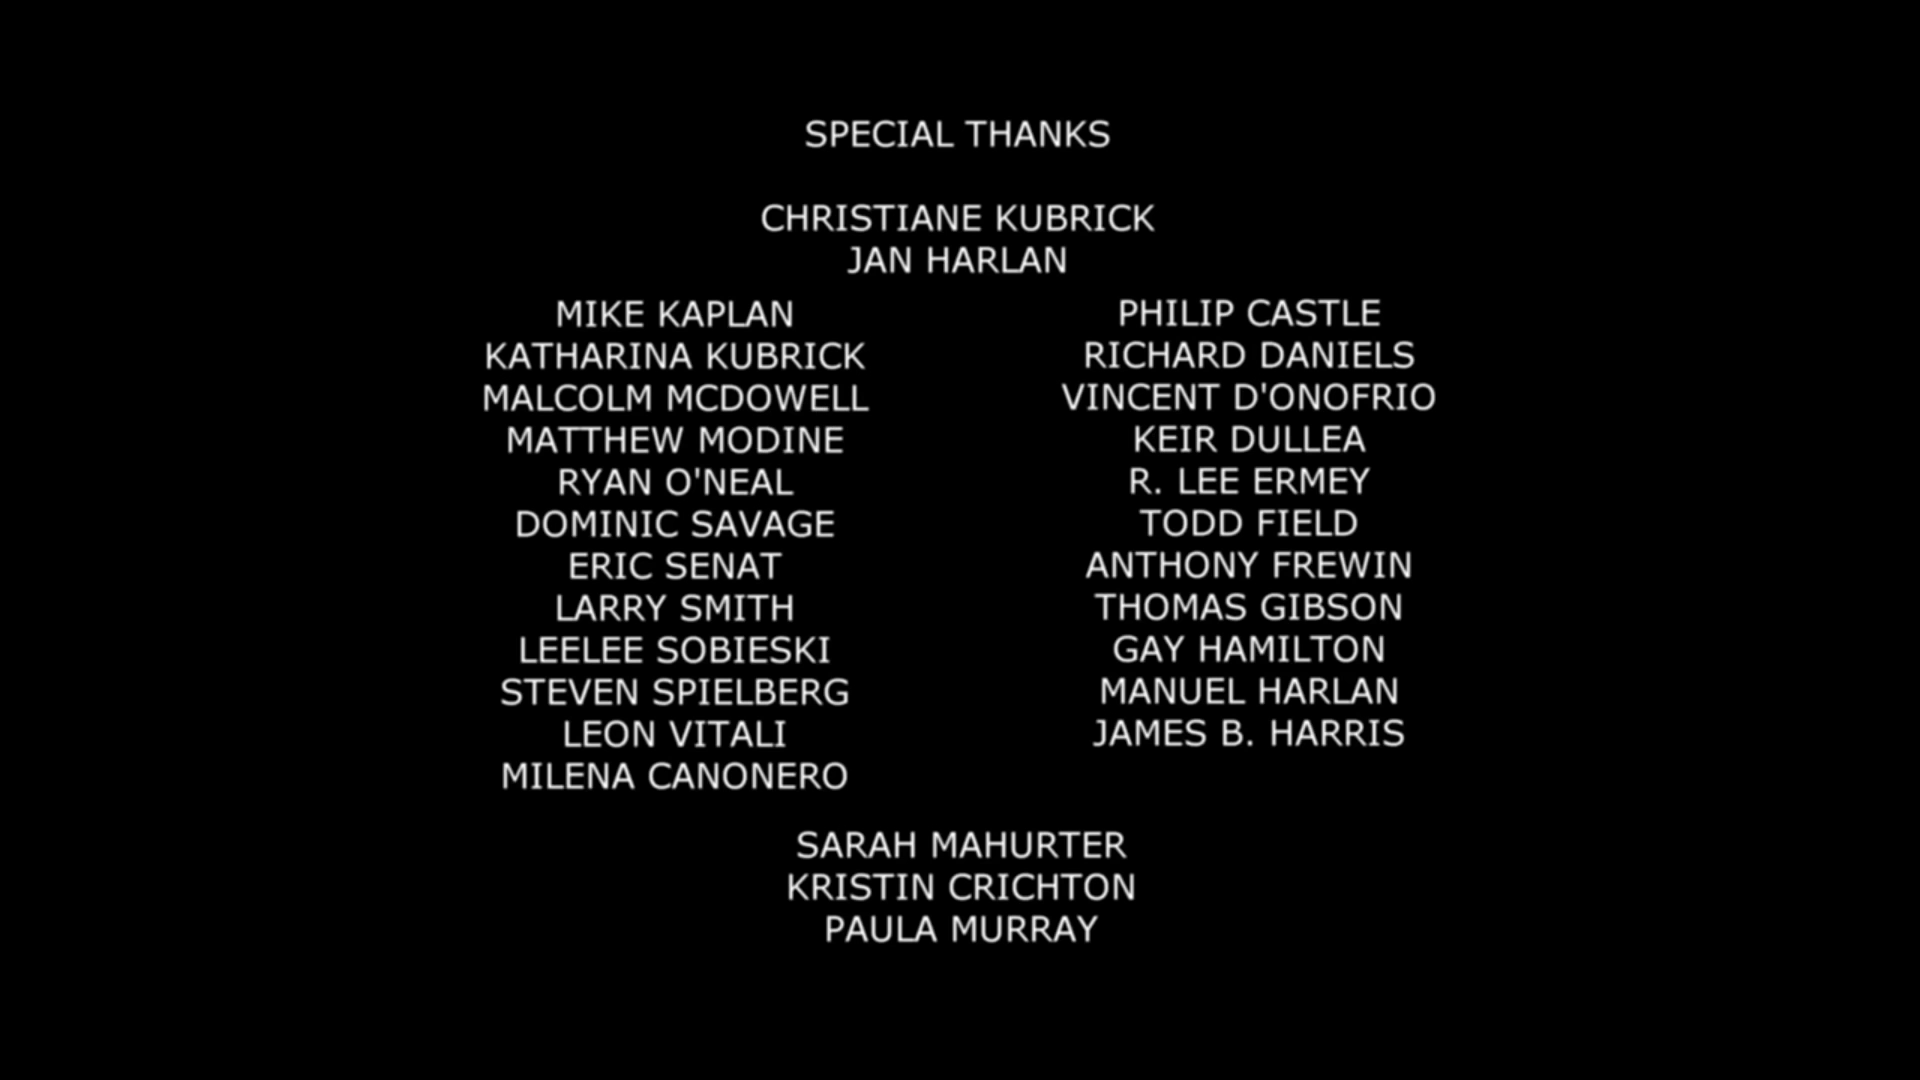 SPECIAL THANKS
CHRISTIANE KUBRICK
JAN HARLAN
MIKE KAPLAN
KATHARINA KUBRICK
MALCOLM MCDOWELL
MATTHEW MODINE
RYAN O'NEAL
DOMINIC SAVAGE
ERIC SENAT
LARRY SMITH
LEELEE SOBIESKI
STEVEN SPIELBERG
LEON VITALI
MILENA CANONERO
PHILIP CASTLE
RICHARD DANIELS
VINCENT D'ONOFRIO
KEIR DULLEA
R. LEE ERMEY
TODD FIELD
ANTHONY FREWIN
THOMAS GIBSON
GAY HAMILTON
MANUEL HARLAN
JAMES B. HARRIS
SARAH MAHURTER
KRISTIN CRICHTON
PAULA MURRAY